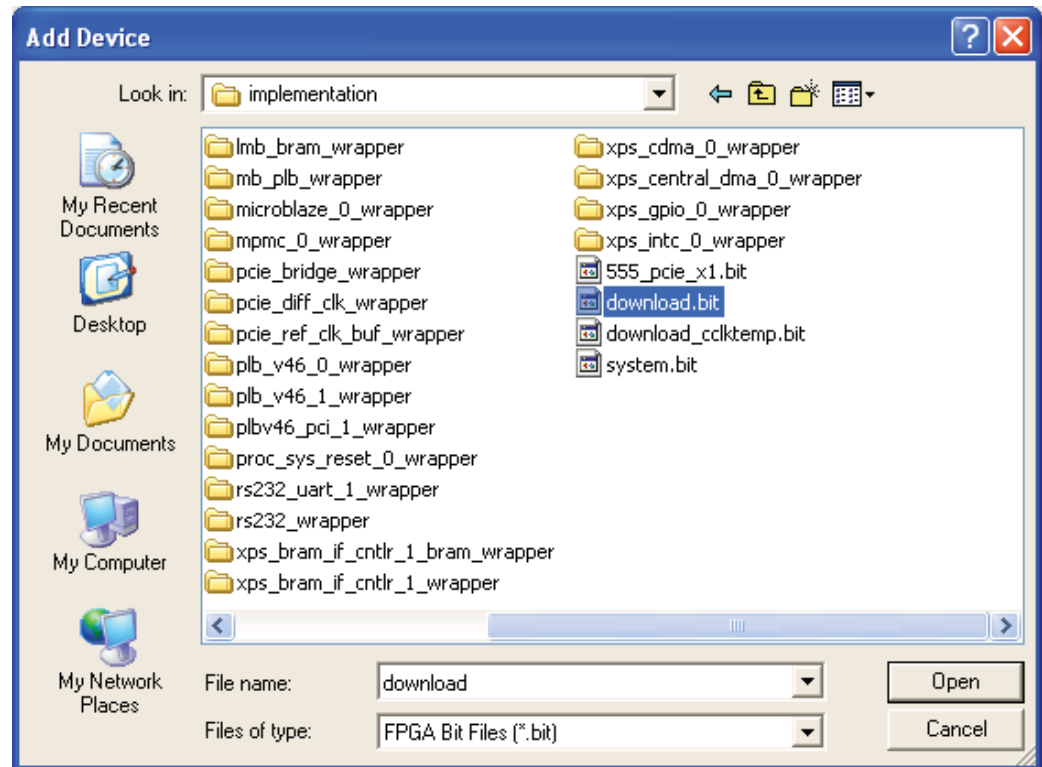 Add Device
Look in: implementation
My Recent
Documents
Desktop
My Documents
My Computer
My Network
Places
lmb_bram_wrapper
mb_plb_wrapper
microblaze_0_wrapper
mpmc_0_wrapper
pcie_bridge_wrapper
pcie_diff_clk_wrapper
pcie_ref_clk_buf_wrapper
plb_v46_0_wrapper
plb_v46_1_wrapper
plbv46_pci_1_wrapper
proc_sys_reset_0_wrapper
rs232_uart_1_wrapper
rs232_wrapper
xps_bram_if_cntlr_1_bram_wrapper
xps_bram_if_cntlr_1_wrapper
xps_cdma_0_wrapper
xps_central_dma_0_wrapper
xps_gpio_0_wrapper
xps_intc_0_wrapper
555_pcie_x1.bit
download.bit
download_cclktemp.bit
system.bit
File name: download
Open
Files of type: FPGA Bit Files (*.bit)
Cancel